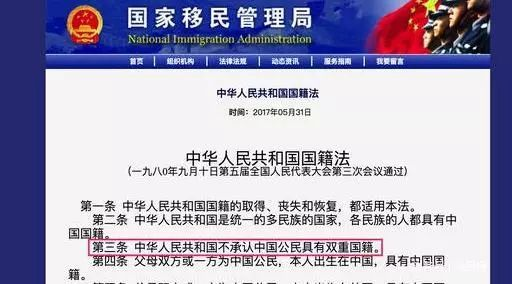 国家移民管理局
National Immigration Administration
首页 组织机构 法律法规 动态资讯 服务指南 我要留言
中华人民共和国国籍法
时间：2017年05月31日
中华人民共和国国籍法
(一九八0年九月十日第五届全国人民代表大会第三次会议通过)
第一条 中华人民共和国国籍的取得、丧失和恢复，都适用本法。
第二条 中华人民共和国是统一的多民族的国家，各民族的人都具有中
国国籍。
第三条 中华人民共和国不承认中国公民具有双重国籍。
第四条 父母双方或一方为中国公民，本人出生在中国，具有中国国
籍。